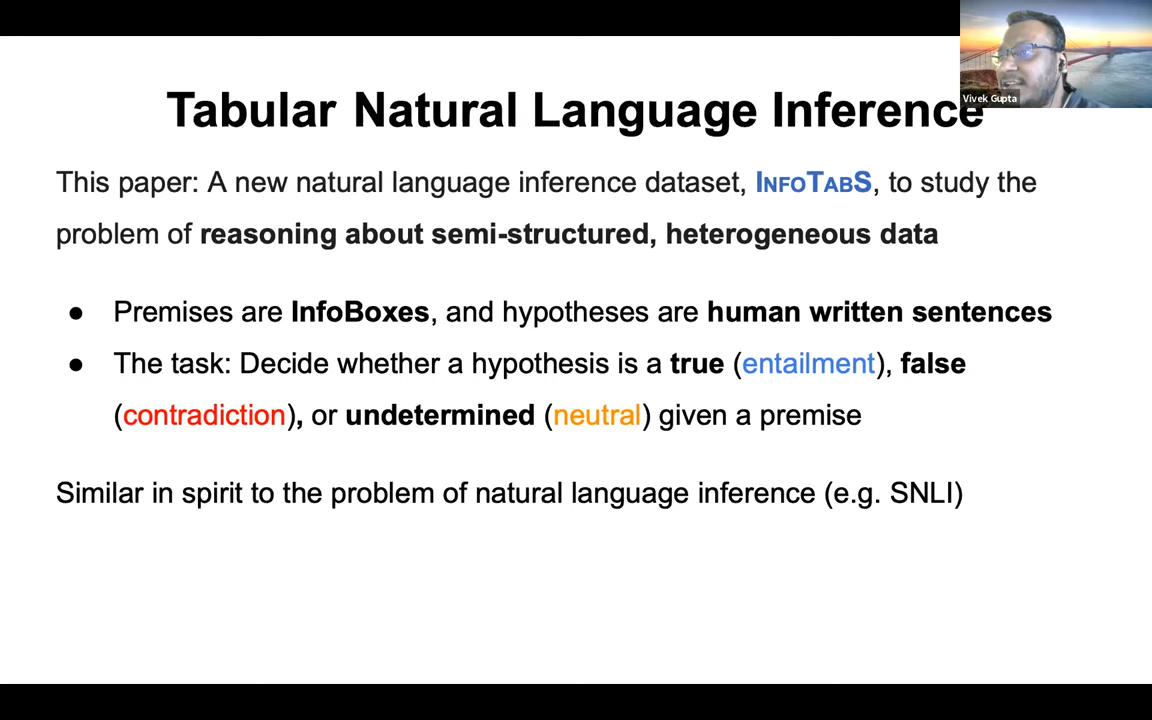 Vivek Gupta
Tabular Natural Language Inference
This paper: A new natural language inference dataset, INFOTABS, to study the
problem of reasoning about semi-structured, heterogeneous data
● Premises are InfoBoxes, and hypotheses are human written sentences
● The task: Decide whether a hypothesis is a true (entailment), false
(contradiction), or undetermined (neutral) given a premise
Similar in spirit to the problem of natural language inference (e.g. SNLI)